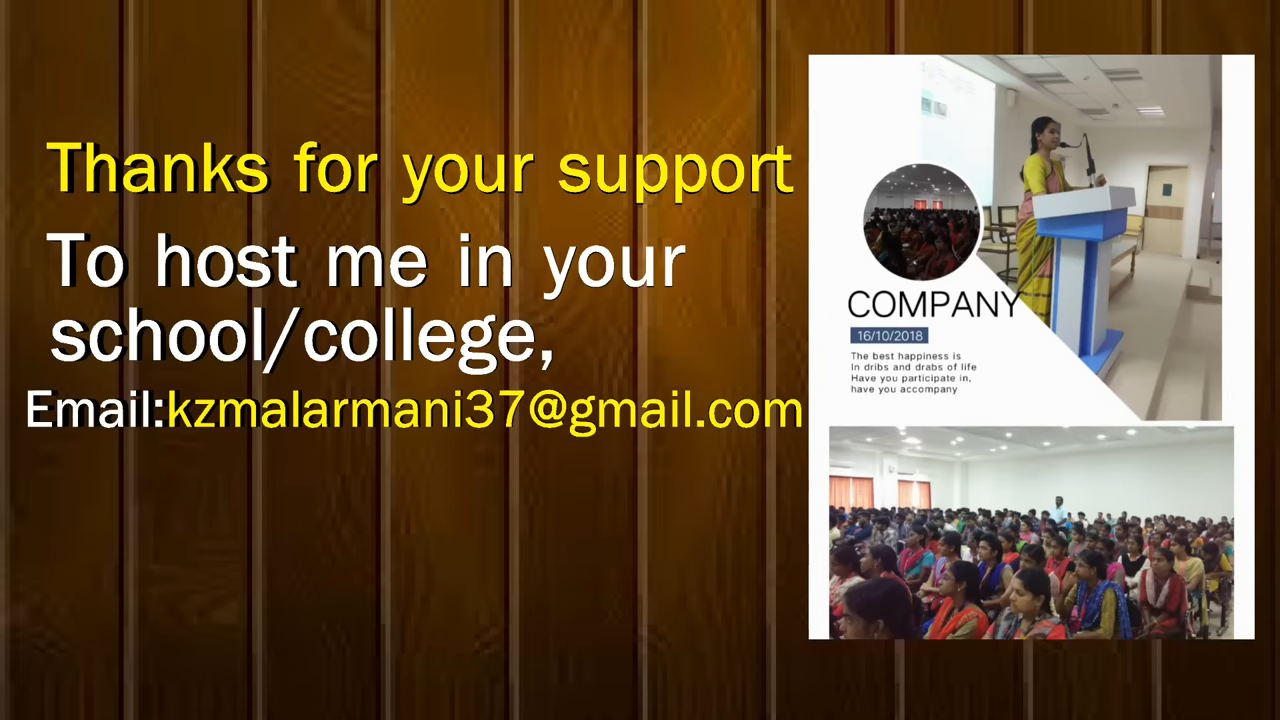 Thanks for your support
To host me in your
school/college,
Email:kzmalarmani37@gmail.com
COMPANY
16/10/2018
The best happiness is
In dribs and drabs of life
Have you participate in,
have you accompany